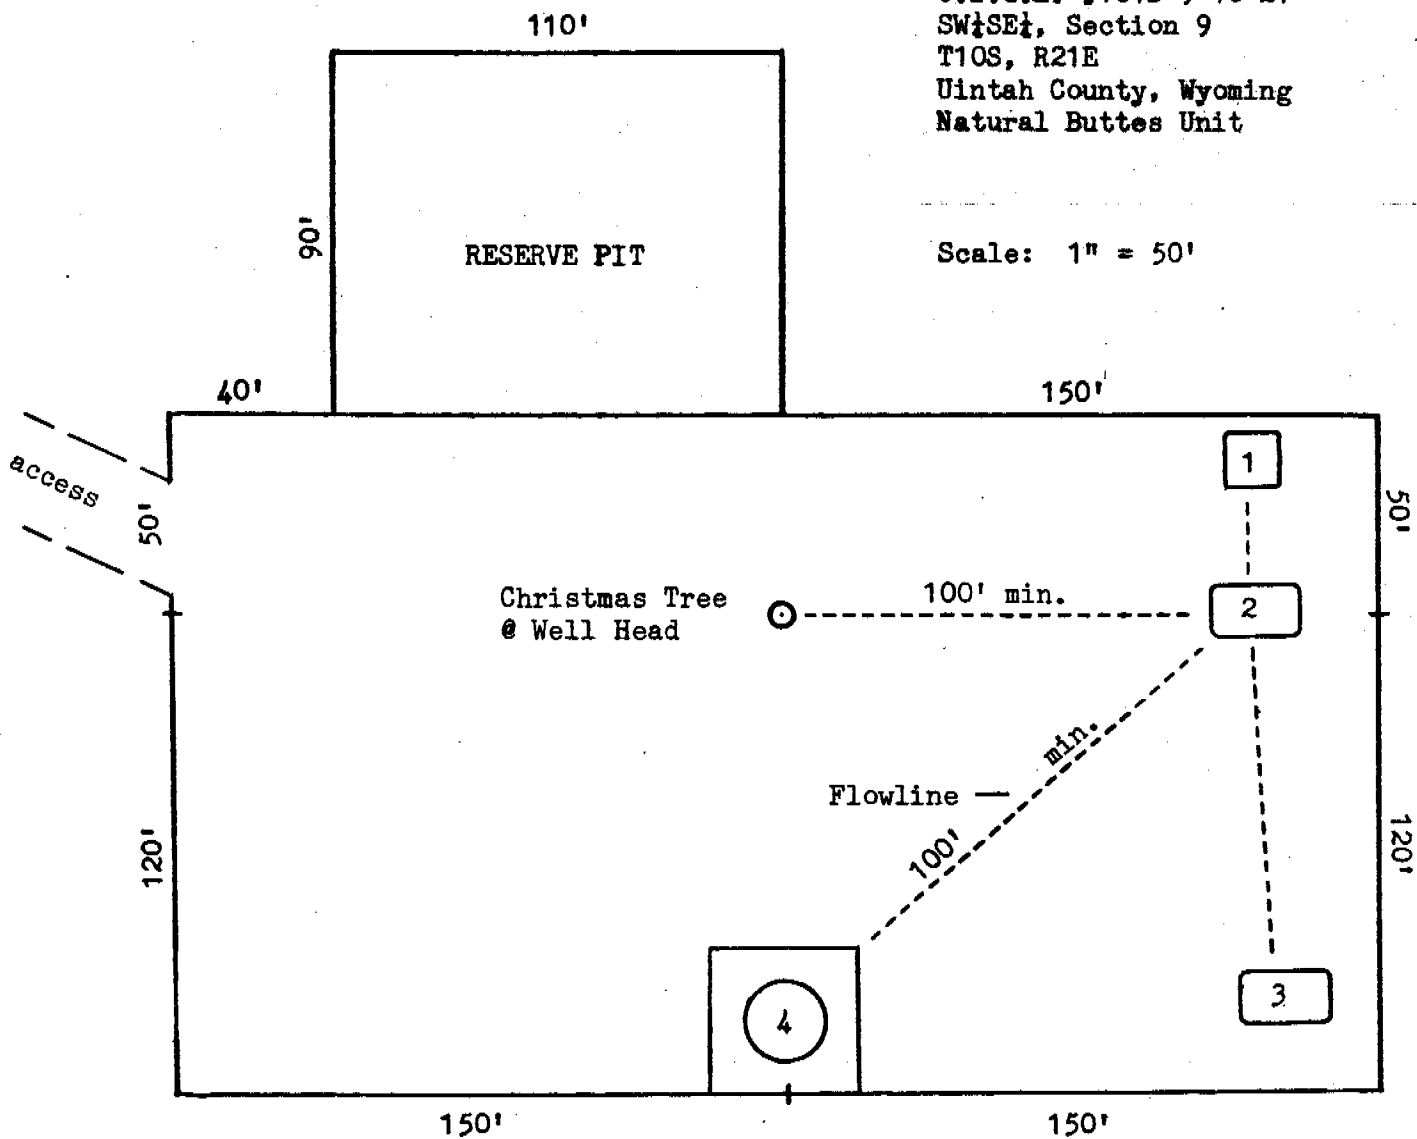 110'
SW¼SE¼, Section 9
T10S, R21E
Uintah County, Wyoming
Natural Buttes Unit
90'
RESERVE PIT
Scale: 1" = 50'
40'
150'
access
1
50'
50'
Christmas Tree
@ Well Head
100' min.
2
min.
Flowline
100'
120'
120'
3
4
150'
150'